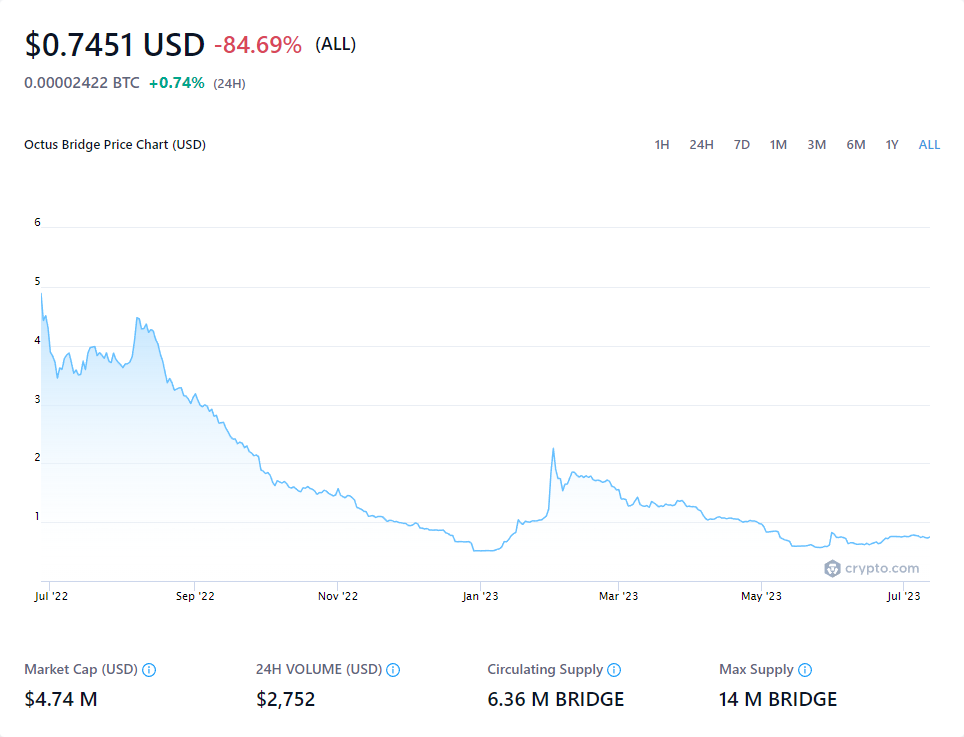 $0.7451 USD -84.69% (ALL)
0.00002422 BTC +0.74% (24H)
Octus Bridge Price Chart (USD) 1H 24H 7D 1M 3M 6M 1Y ALL
6
5
4
3
2
1
crypto.com
Jul '22 Sep '22 Nov '22 Jan '23 Mar '23 May '23 Jul '23
Market Cap (USD) 24H VOLUME (USD) Circulating Supply Max Supply
$4.74 M $2,752 6.36 M BRIDGE 14 M BRIDGE